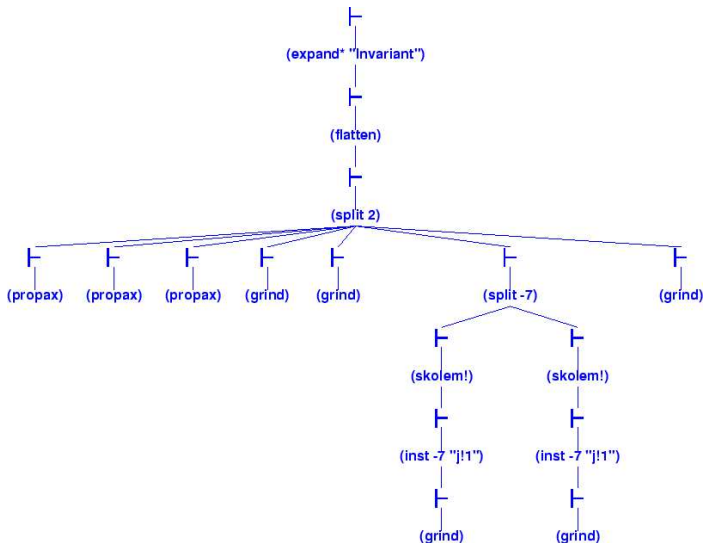 (expand* "Invariant")
(flatten)
(split 2)
(propax) (propax) (propax) (grind) (grind) (split -7) (grind)
(skolem!) (skolem!)
(inst -7 "j!1") (inst -7 "j!1")
(grind) (grind)